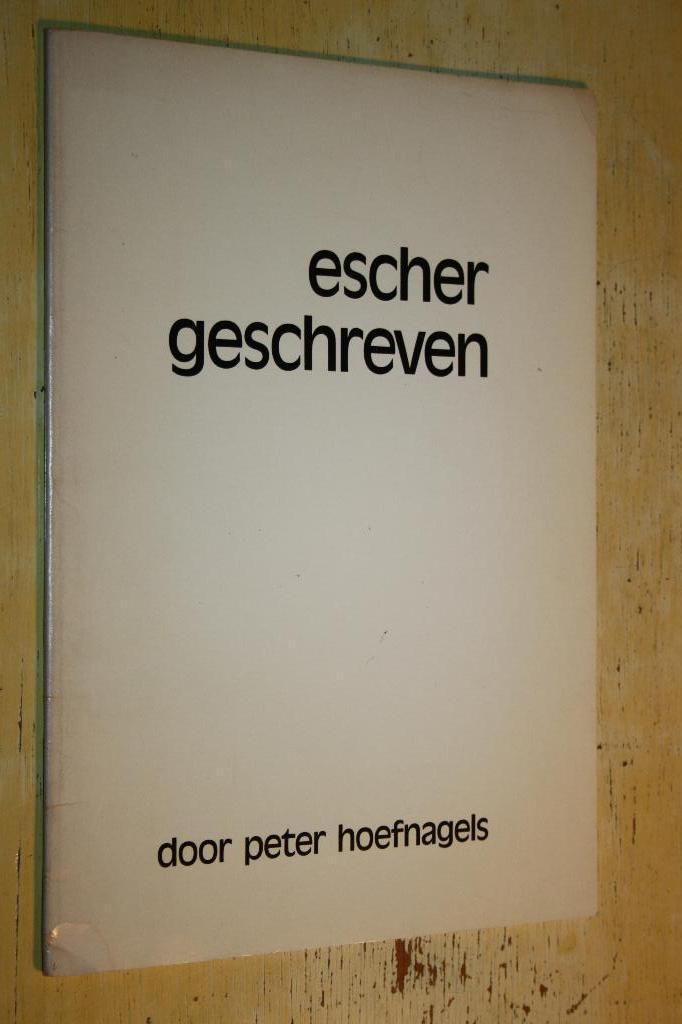 escher
geschreven
door peter hoefnagels